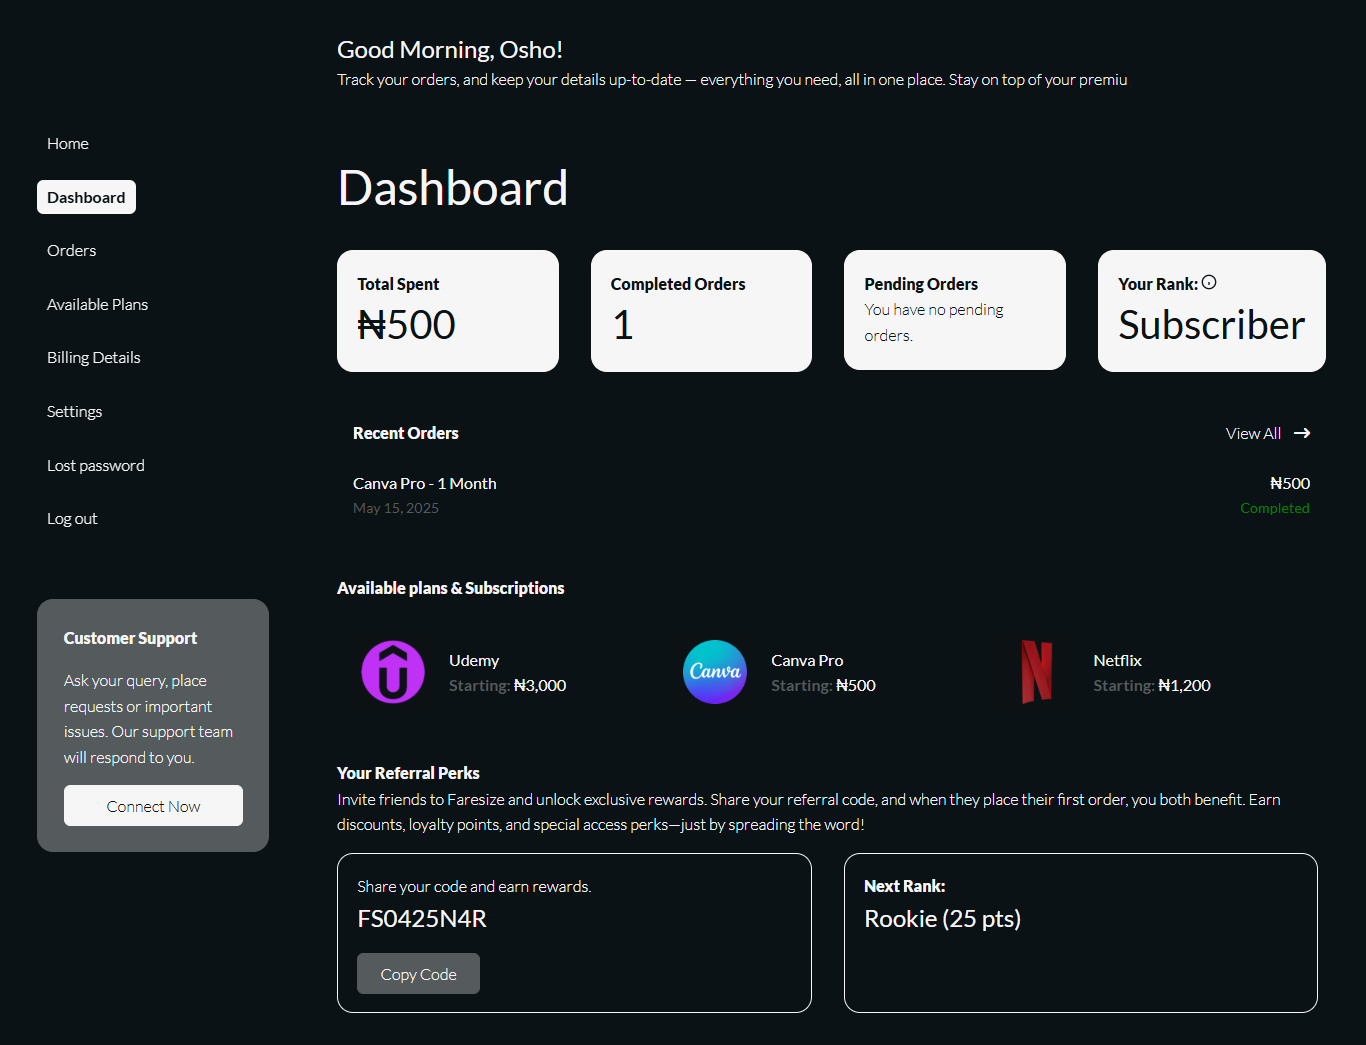 Good Morning, Osho!
Track your orders, and keep your details up-to-date — everything you need, all in one place. Stay on top of your premiu
Home
Dashboard
Orders
Available Plans
Billing Details
Settings
Lost password
Log out
Customer Support
Ask your query, place
requests or important
issues. Our support team
will respond to you.
Connect Now
Dashboard
Total Spent
₦500
Completed Orders
1
Pending Orders
You have no pending
orders.
Your Rank:
Subscriber
Recent Orders
View All →
Canva Pro - 1 Month
₦500
May 15, 2025
Completed
Available plans & Subscriptions
Udemy
Starting: ₦3,000
Canva
Canva Pro
Starting: ₦500
Netflix
Starting: ₦1,200
Your Referral Perks
Invite friends to Faresize and unlock exclusive rewards. Share your referral code, and when they place their first order, you both benefit. Earn
discounts, loyalty points, and special access perks—just by spreading the word!
Share your code and earn rewards.
FS0425N4R
Copy Code
Next Rank:
Rookie (25 pts)